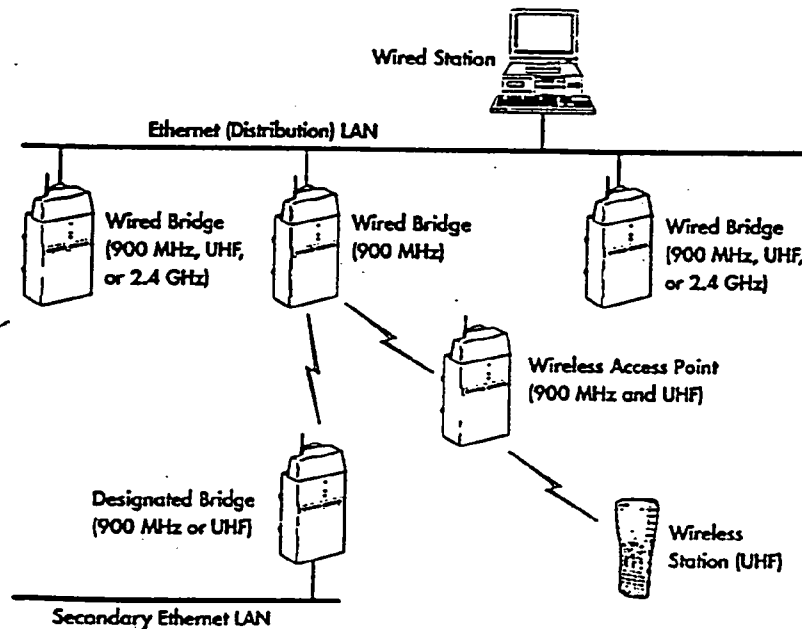 Wired Station
Ethernet (Distribution) LAN
Wired Bridge
(900 MHz, UHF,
or 2.4 GHz)
Wired Bridge
(900 MHz)
Wired Bridge
(900 MHz, UHF,
or 2.4 GHz)
Wireless Access Point
(900 MHz and UHF)
Designated Bridge
(900 MHz or UHF)
Wireless
Station (UHF)
Secondary Ethernet LAN